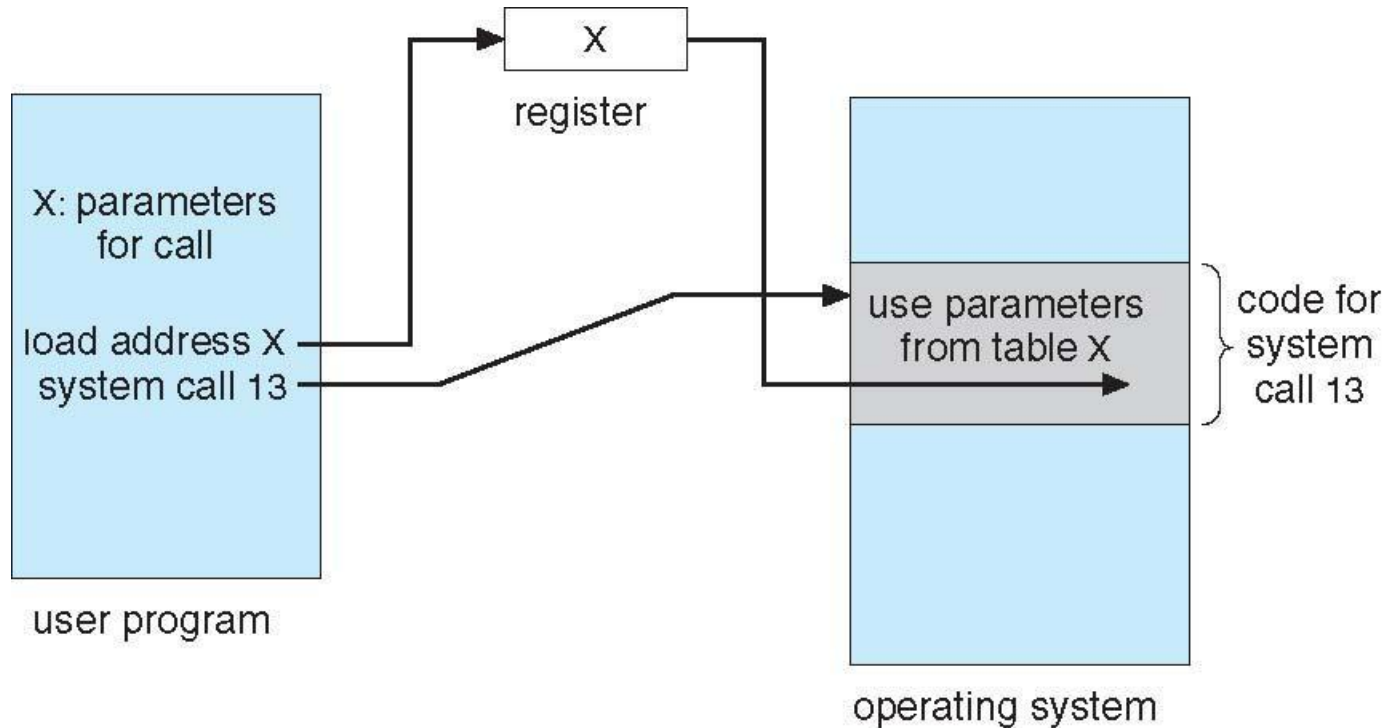 X
register
X: parameters
for call
load address X
system call 13
user program
use parameters
from table X
code for
system
call 13
operating system